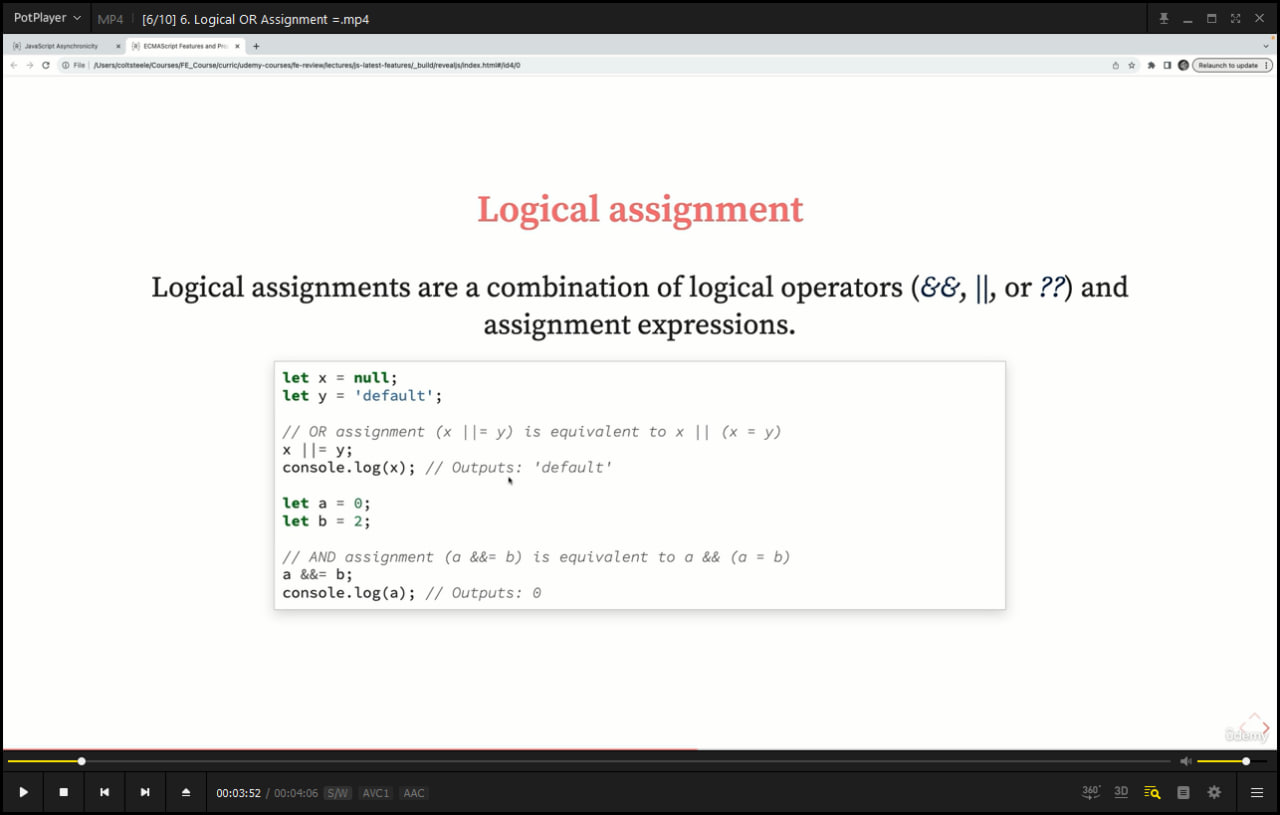 PotPlayer MP4 [6/10] 6. Logical OR Assignment =.mp4
JavaScript Asynchronicity
ECMAScript Features and Pro
File /Users/coltsteele/Courses/FE_Course/curric/udemy-courses/fe-review/lectures/js-latest-features/_build/revealjs/index.html#/id4/0
Relaunch to update
Logical assignment
Logical assignments are a combination of logical operators (&&, ||, or ??) and
assignment expressions.
let x = null;
let y = 'default';
// OR assignment (x ||= y) is equivalent to x || (x = y)
x ||= y;
console.log(x); // Outputs: 'default'
let a = 0;
let b = 2;
// AND assignment (a &&= b) is equivalent to a && (a = b)
a &&= b;
console.log(a); // Outputs: 0
udemy
00:03:52 / 00:04:06 S/W AVC1 AAC
360° 3D